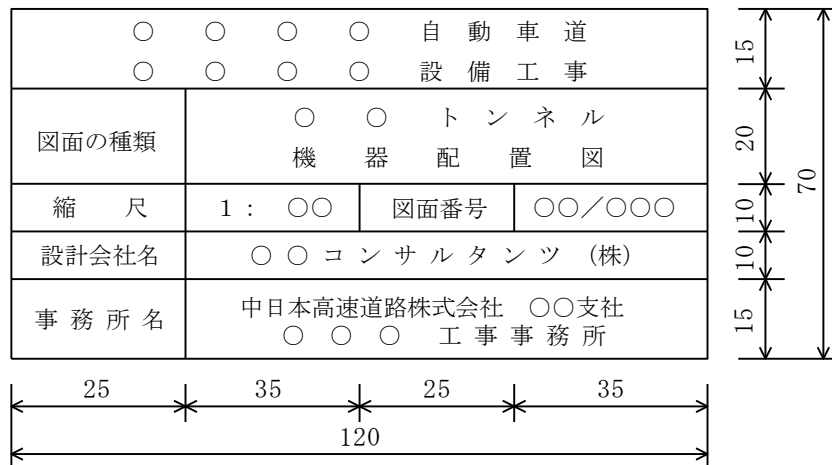 ○ ○ ○ ○ 自動車道
○ ○ ○ ○ 設備工事
図面の種類
○ ○ トンネル
機器配置図
縮尺 1: ○○ 図面番号 ○○/○○○
設計会社名 ○○コンサルタンツ (株)
事務所名
中日本高速道路株式会社 ○○支社
○ ○ ○ 工事事務所
15
20
10
10
15
70
25 35 25 35
120